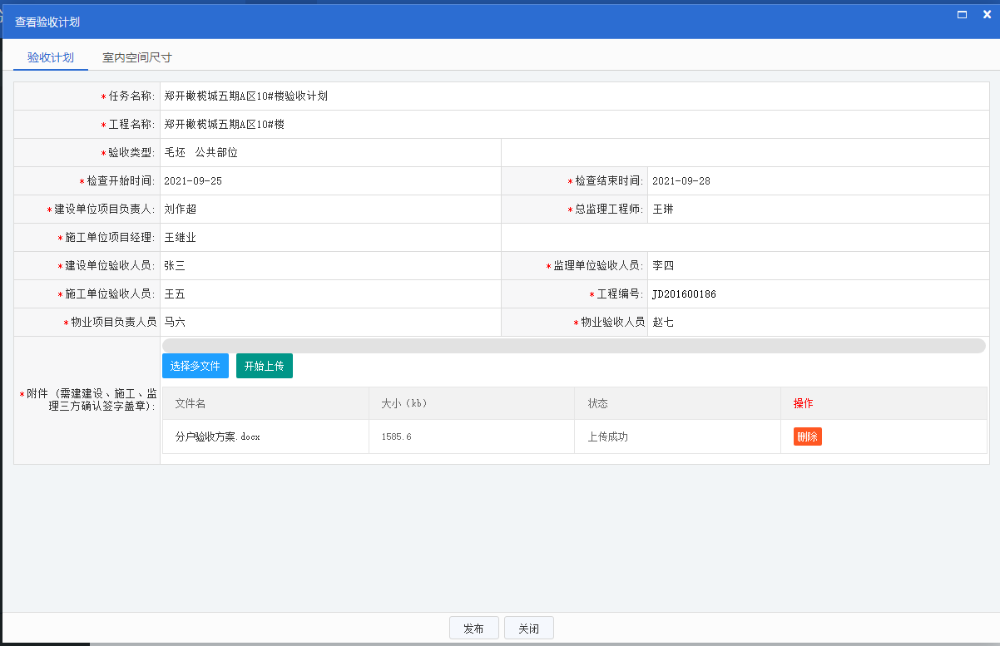 查看验收计划
验收计划 室内空间尺寸
*任务名称: 郑开橄榄城五期A区10#楼验收计划
*工程名称: 郑开橄榄城五期A区10#楼
*验收类型: 毛坯 公共部位
*检查开始时间: 2021-09-25 *检查结束时间: 2021-09-28
*建设单位项目负责人: 刘作超 *总监理工程师: 王琳
*施工单位项目经理: 王继业
*建设单位验收人员: 张三 *监理单位验收人员: 李四
*施工单位验收人员: 王五 *工程编号: JD201600186
*物业项目负责人员 马六 *物业验收人员 赵七
选择多文件 开始上传
*附件（需建建设、施工、监
理三方确认签字盖章）:
文件名 大小（kb） 状态 操作
分户验收方案.docx 1585.6 上传成功 删除
发布 关闭